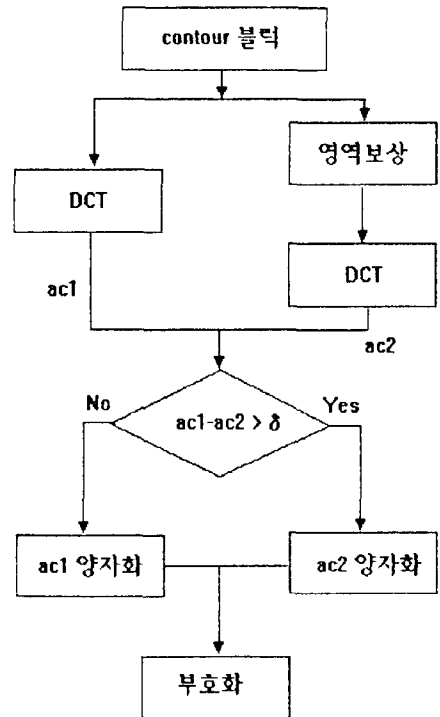 contour 블럭
영역보상
DCT
DCT
ac1
ac2
No
Yes
ac1-ac2 > δ
ac1 양자화
ac2 양자화
부호화